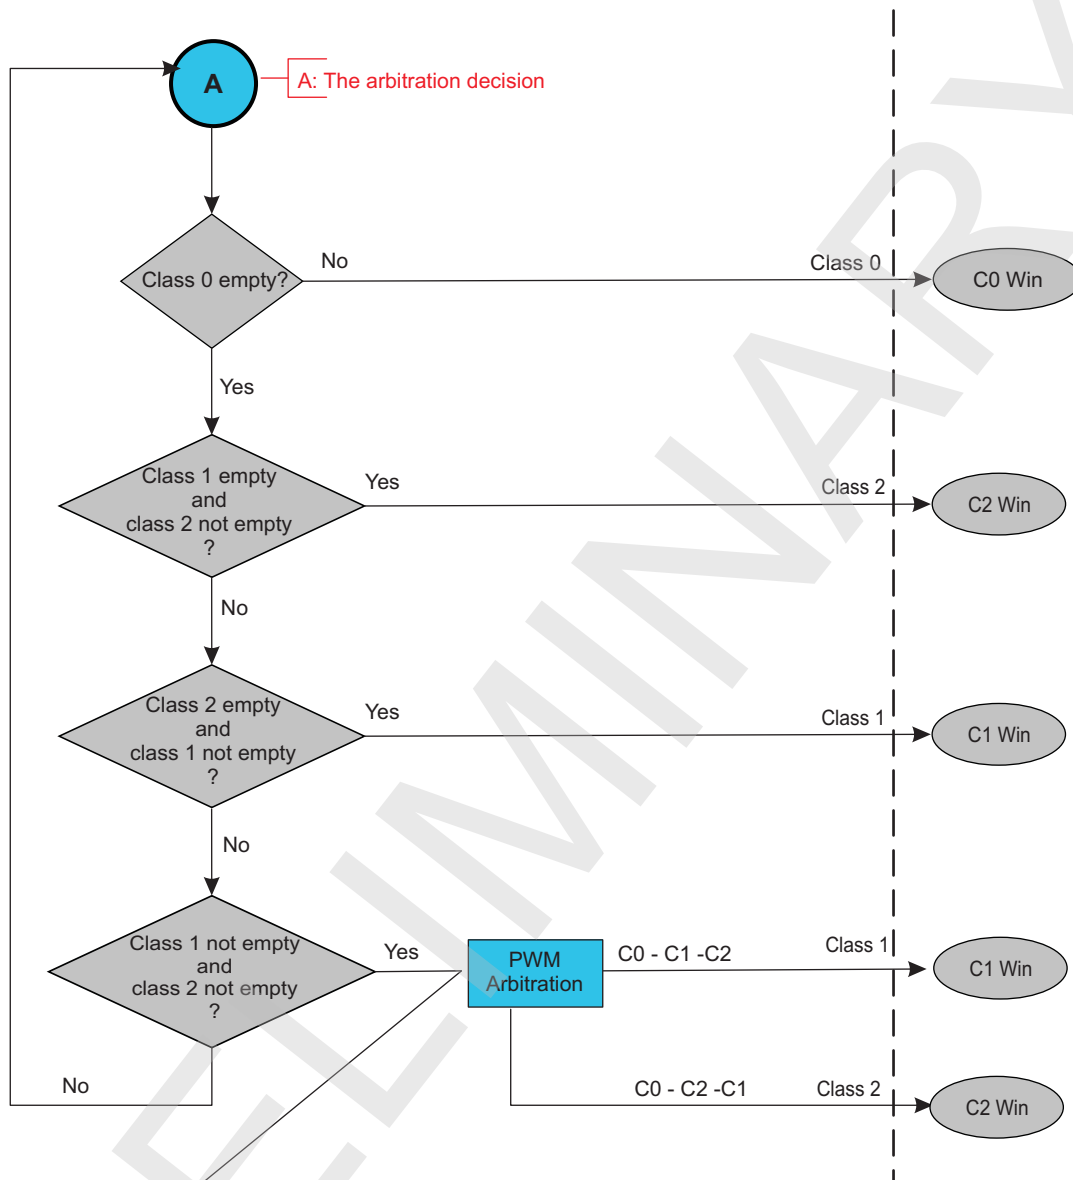 A
A: The arbitration decision
Class 0 empty?
No
Class 0
C0 Win
Yes
Class 1 empty
and
class 2 not empty
?
Yes
Class 2
C2 Win
No
Class 2 empty
and
class 1 not empty
?
Yes
Class 1
C1 Win
No
Class 1 not empty
and
class 2 not empty
?
Yes
PWM
Arbitration
C0 - C1 -C2
Class 1
C1 Win
No
C0 - C2 -C1
Class 2
C2 Win
ELIMINARY